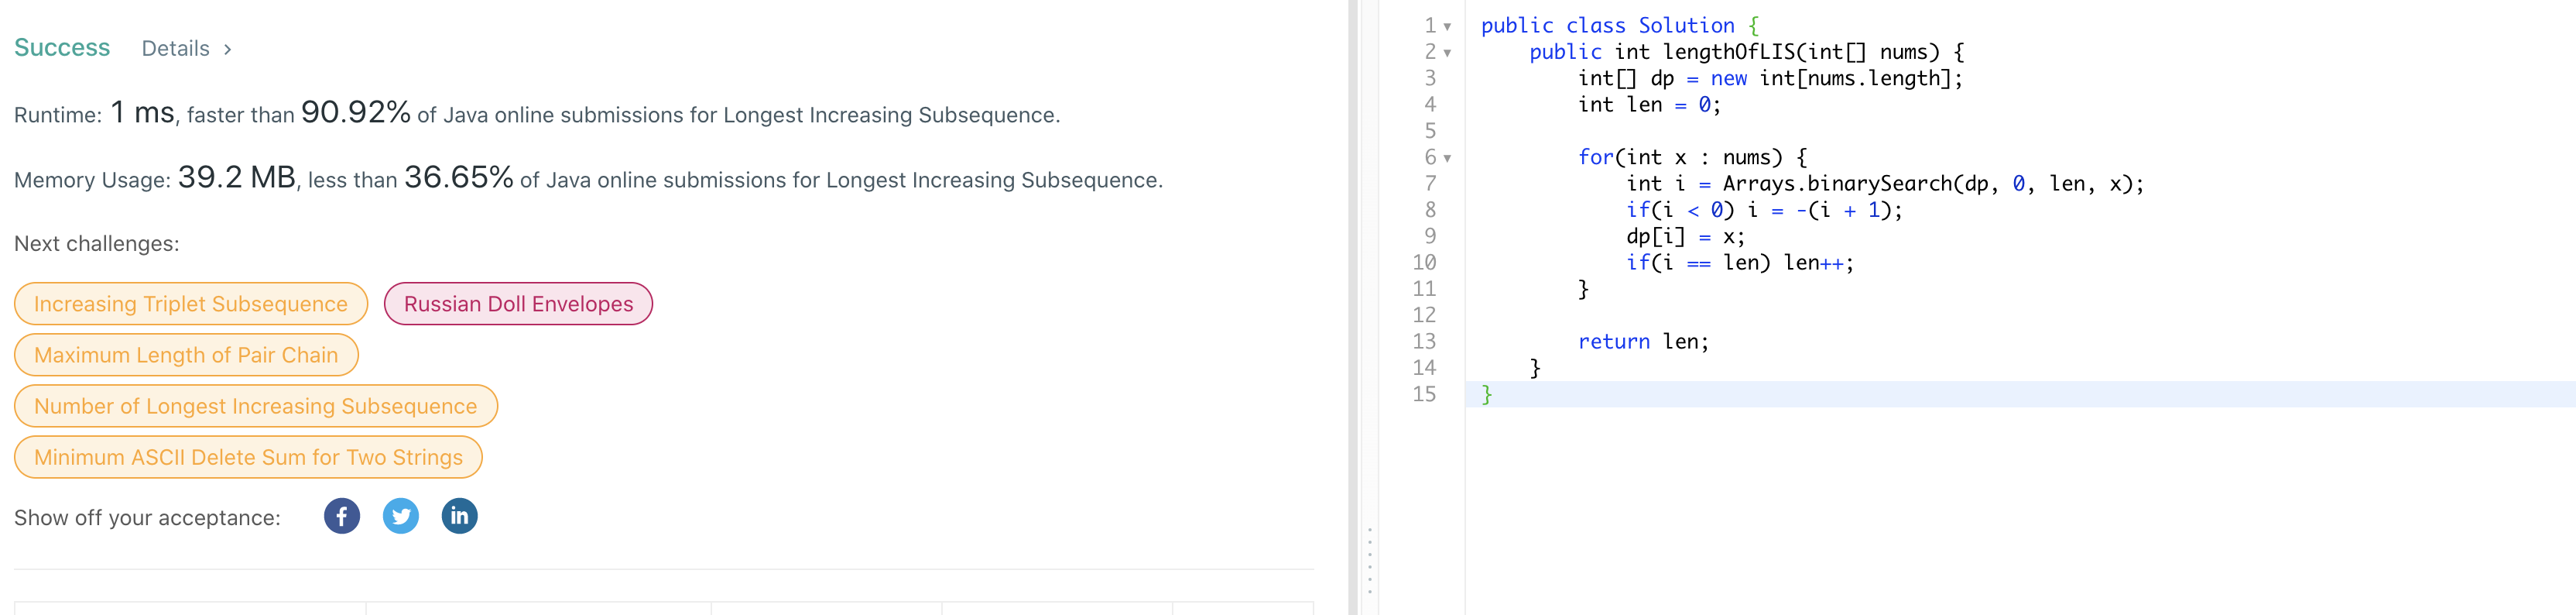 Success Details >
Runtime: 1 ms, faster than 90.92% of Java online submissions for Longest Increasing Subsequence.
Memory Usage: 39.2 MB, less than 36.65% of Java online submissions for Longest Increasing Subsequence.
Next challenges:
Increasing Triplet Subsequence Russian Doll Envelopes
Maximum Length of Pair Chain
Number of Longest Increasing Subsequence
Minimum ASCII Delete Sum for Two Strings
Show off your acceptance: f in
1 public class Solution {
2     public int lengthOfLIS(int[] nums) {
3         int[] dp = new int[nums.length];
4         int len = 0;
5
6         for(int x : nums) {
7             int i = Arrays.binarySearch(dp, 0, len, x);
8             if(i < 0) i = -(i + 1);
9             dp[i] = x;
10             if(i == len) len++;
11         }
12
13         return len;
14     }
15 }